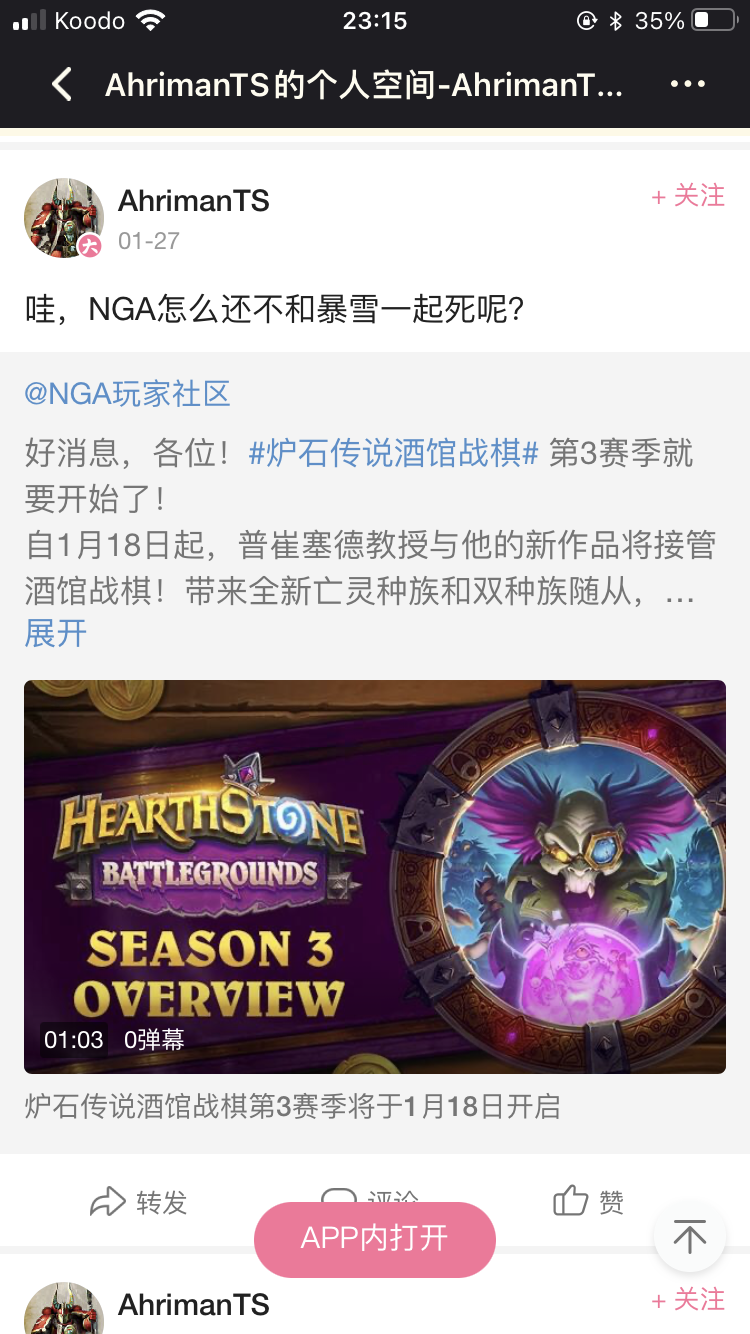 Koodo
23:15
35%
AhrimanTS的个人空间-AhrimanT...
AhrimanTS
大
+ 关注
01-27
哇，NGA怎么还不和暴雪一起死呢？
@NGA玩家社区
好消息，各位！#炉石传说酒馆战棋# 第3赛季就
要开始了！
自1月18日起，普崔塞德教授与他的新作品将接管
酒馆战棋！带来全新亡灵种族和双种族随从，...
展开
HEARTHSTONE
BATTLEGROUNDS
SEASON 3
OVERVIEW
01:03 0弹幕
炉石传说酒馆战棋第3赛季将于1月18日开启
转发
评论
赞
APP内打开
AhrimanTS
+ 关注